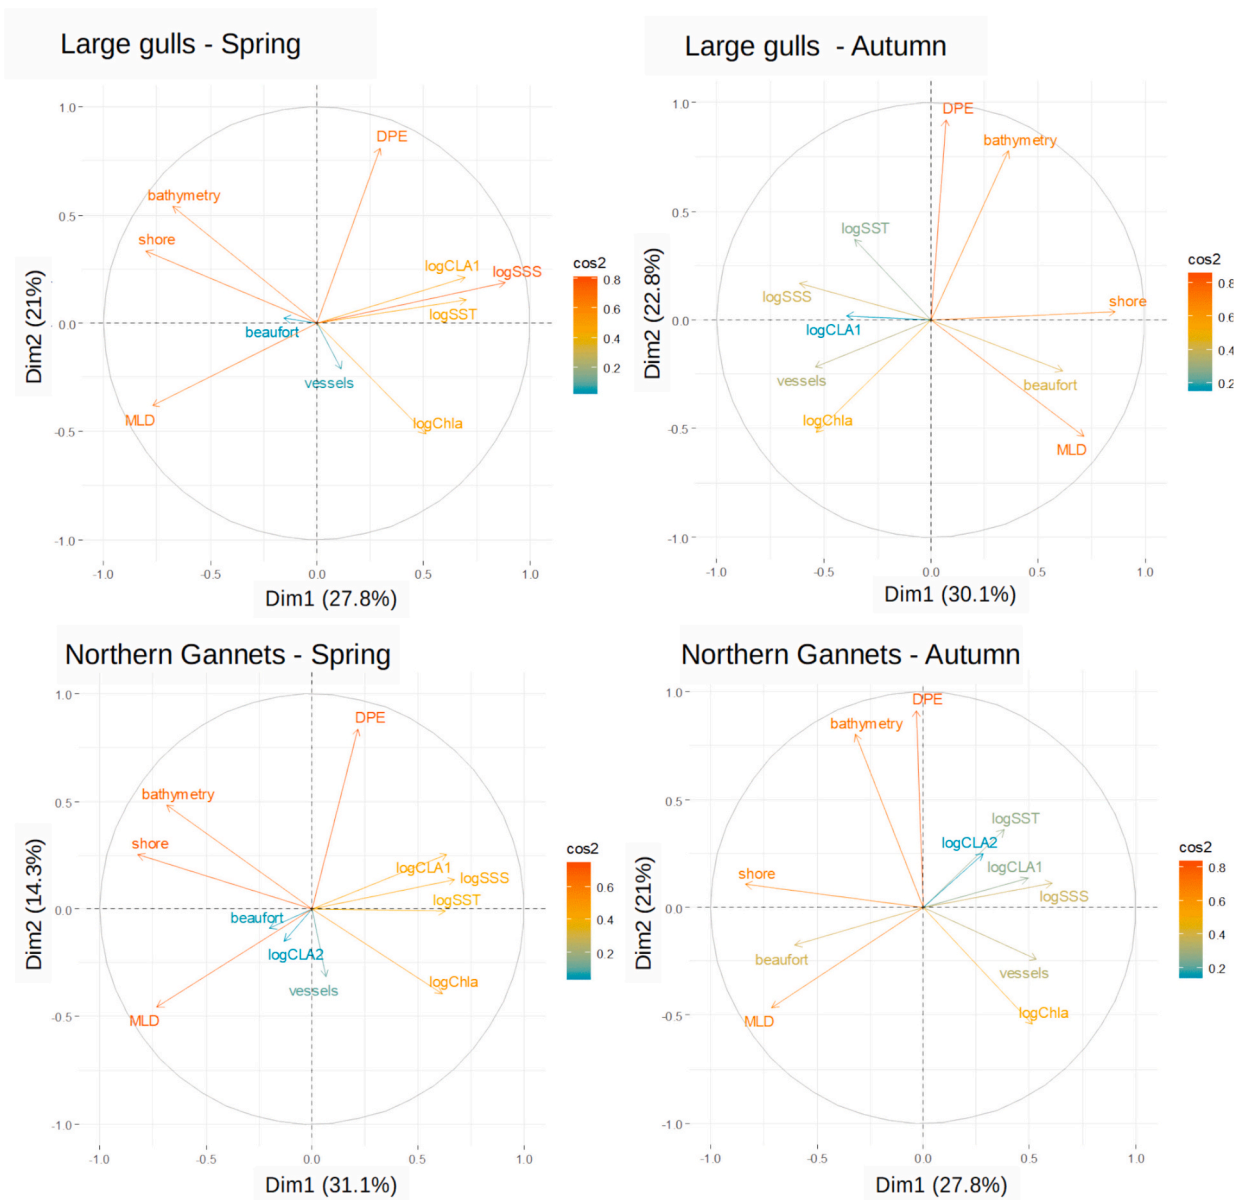 Large gulls - Spring
1.0
0.5
0.0
-0.5
-1.0
Dim2 (21%)
DPE
bathymetry
shore
logCLA1
logSSS
logSST
beaufort
vessels
MLD
logChla
-1.0 -0.5 0.0 0.5 1.0
Dim1 (27.8%)
cos2
0.8
0.6
0.4
0.2
Large gulls - Autumn
1.0
0.5
0.0
-0.5
-1.0
Dim2 (22.8%)
DPE
bathymetry
logSST
logSSS
shore
logCLA1
vessels
beaufort
logChla
MLD
-1.0 -0.5 0.0 0.5 1.0
Dim1 (30.1%)
cos2
0.8
0.6
0.4
0.2
Northern Gannets - Spring
1.0
0.5
0.0
-0.5
-1.0
Dim2 (14.3%)
DPE
bathymetry
shore
logCLA1
logSSS
logSST
beaufort
logCLA2
vessels
logChla
MLD
-1.0 -0.5 0.0 0.5 1.0
Dim1 (31.1%)
cos2
0.6
0.4
0.2
Northern Gannets - Autumn
1.0
0.5
0.0
-0.5
-1.0
Dim2 (21%)
DPE
bathymetry
logSST
logCLA2
logCLA1
shore
logSSS
beaufort
vessels
logChla
MLD
-1.0 -0.5 0.0 0.5 1.0
Dim1 (27.8%)
cos2
0.8
0.6
0.4
0.2